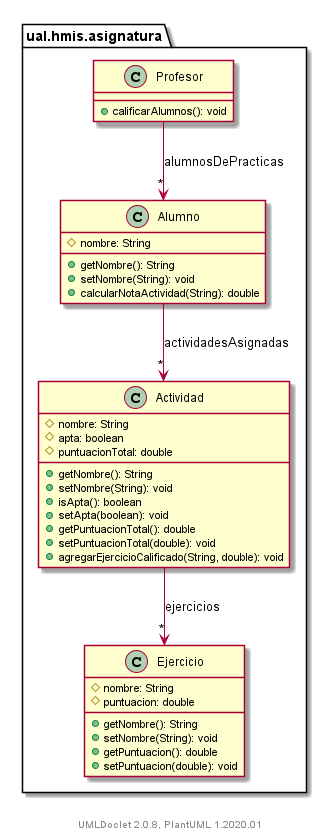 ual.hmis.asignatura
C Profesor
calificarAlumnos(): void
alumnosDePracticas
*
C Alumno
nombre: String
getNombre(): String
setNombre(String): void
calcularNotaActividad(String): double
actividadesAsignadas
*
C Actividad
nombre: String
apta: boolean
puntuacionTotal: double
getNombre(): String
setNombre(String): void
isApta(): boolean
setApta(boolean): void
getPuntuacionTotal(): double
setPuntuacionTotal(double): void
agregarEjercicioCalificado(String, double): void
ejercicios
*
C Ejercicio
nombre: String
puntuacion: double
getNombre(): String
setNombre(String): void
getPuntuacion(): double
setPuntuacion(double): void
UMLDoclet 2.0.8, PlantUML 1.2020.01